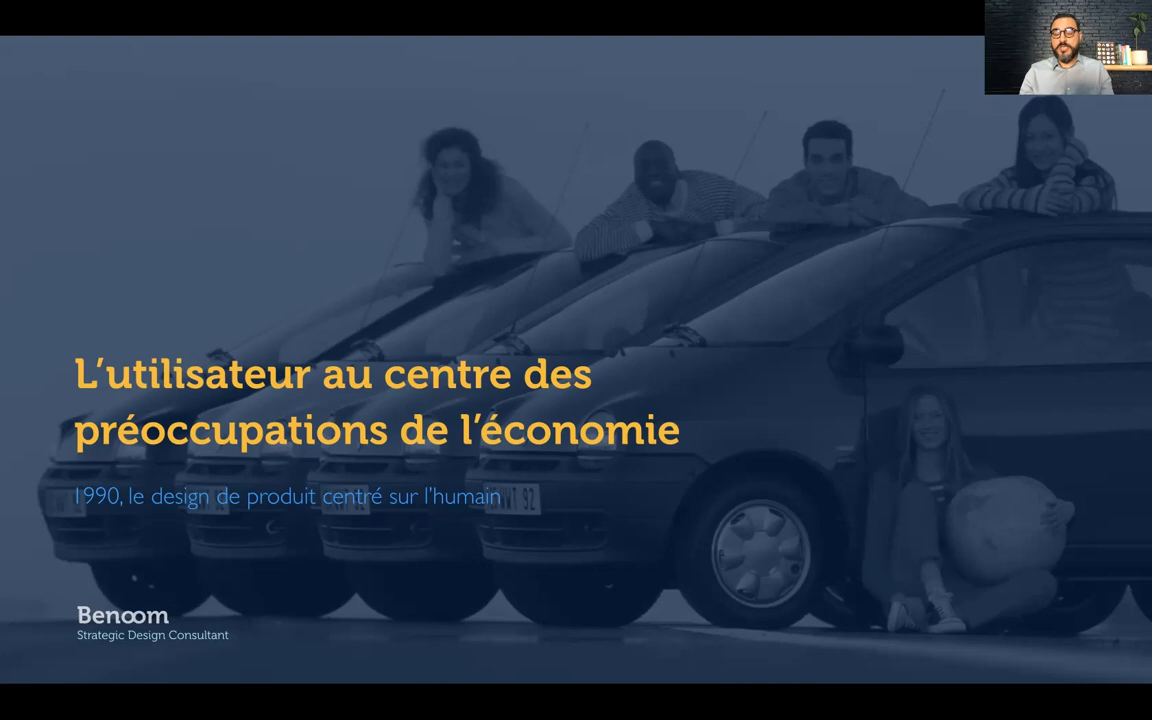 L’utilisateur au centre des
préoccupations de l’économie
1990, le design de produit centré sur l’humain
Benoom
Strategic Design Consultant